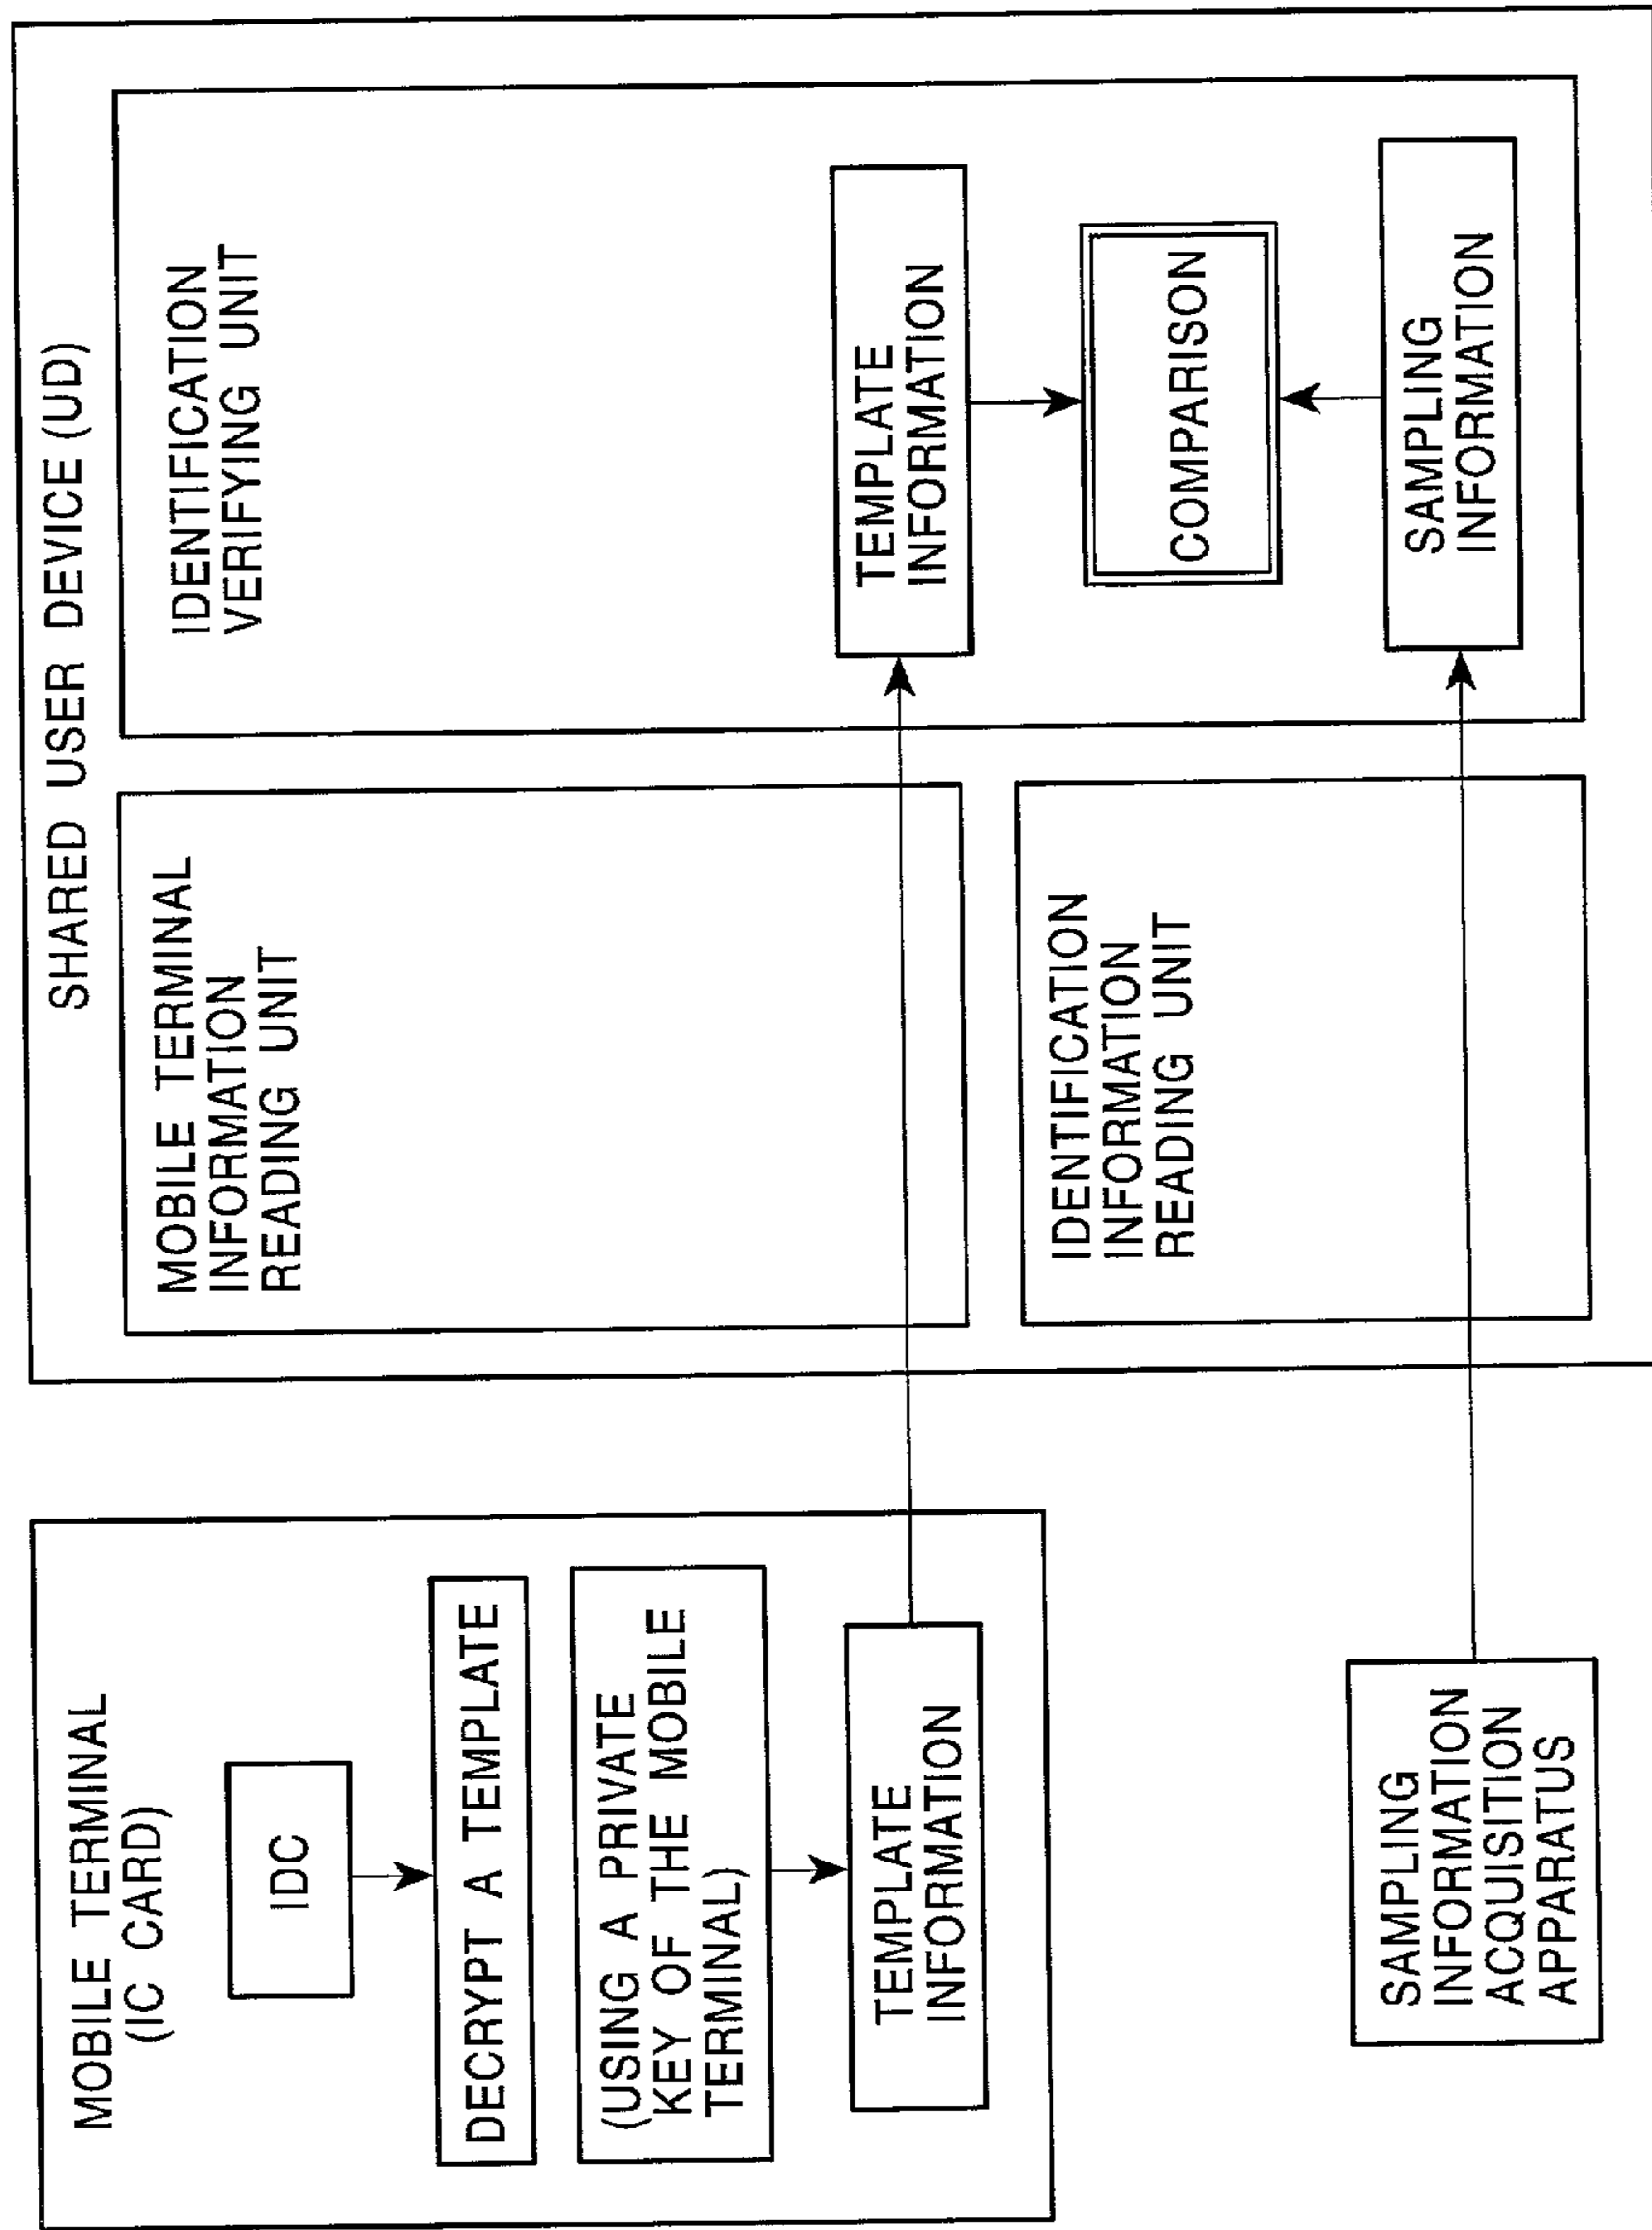 MOBILE TERMINAL
(IC CARD)
IDC
DECRYPT A TEMPLATE
(USING A PRIVATE
KEY OF THE MOBILE
TERMINAL)
TEMPLATE
INFORMATION
SAMPLING
INFORMATION
ACQUISITION
APPARATUS
SHARED USER DEVICE (UD)
MOBILE TERMINAL
INFORMATION
READING UNIT
IDENTIFICATION
INFORMATION
READING UNIT
IDENTIFICATION
VERIFYING UNIT
TEMPLATE
INFORMATION
COMPARISON
SAMPLING
INFORMATION